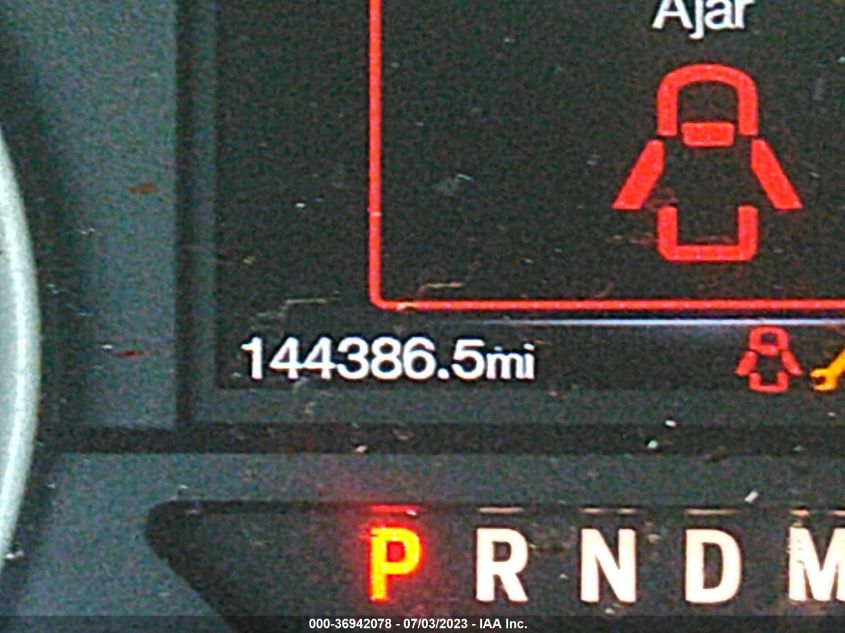 Ajar
144386.5mi
P R N D M
000-36942078 - 07/03/2023 - IAA Inc.